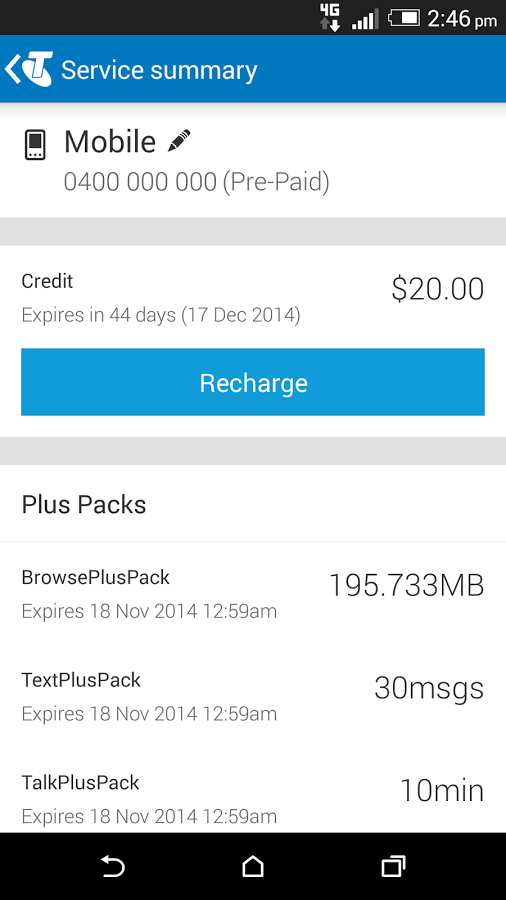 4G 2:46 pm
Service summary
Mobile
0400 000 000 (Pre-Paid)
Credit
$20.00
Expires in 44 days (17 Dec 2014)
Recharge
Plus Packs
BrowsePlusPack
195.733MB
Expires 18 Nov 2014 12:59am
TextPlusPack
30msgs
Expires 18 Nov 2014 12:59am
TalkPlusPack
10min
Expires 18 Nov 2014 12:59am